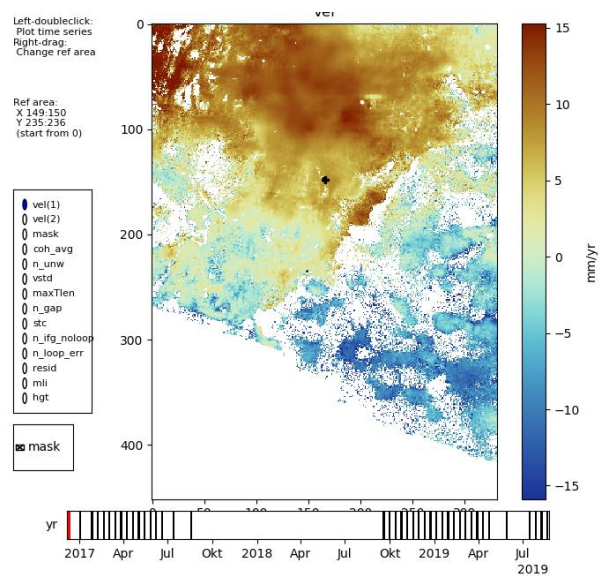 vel
Left-doubleclick:
Plot time series
Right-drag:
Change ref area
Ref area:
X 149:150
Y 235:236
(start from 0)
vel(1)
vel(2)
mask
coh_avg
n_unw
vstd
maxTlen
n_gap
stc
n_ifg_noloop
n_loop_err
resid
mli
hgt
mask
0
100
200
300
400
0 50 100 150 200 250 300
15
10
5
0
−5
−10
−15
mm/yr
yr
2017 Apr Jul Okt 2018 Apr Jul Okt 2019 Apr Jul
2019